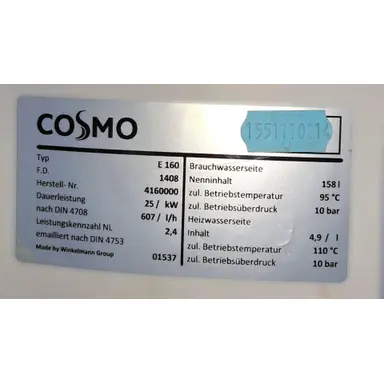 COSMO
1551110214
Typ E 160
F.D. 1408
Herstell- Nr. 4160000
Dauerleistung 25/ kW
nach DIN 4708 607/ l/h
Leistungskennzahl NL 2,4
emailliert nach DIN 4753
Made by Winkelmann Group 01537
Brauchwasserseite
Nenninhalt 158 l
zul. Betriebstemperatur 95 °C
zul. Betriebsüberdruck 10 bar
Heizwasserseite
Inhalt 4,9 / l
zul. Betriebstemperatur 110 °C
zul. Betriebsüberdruck 10 bar